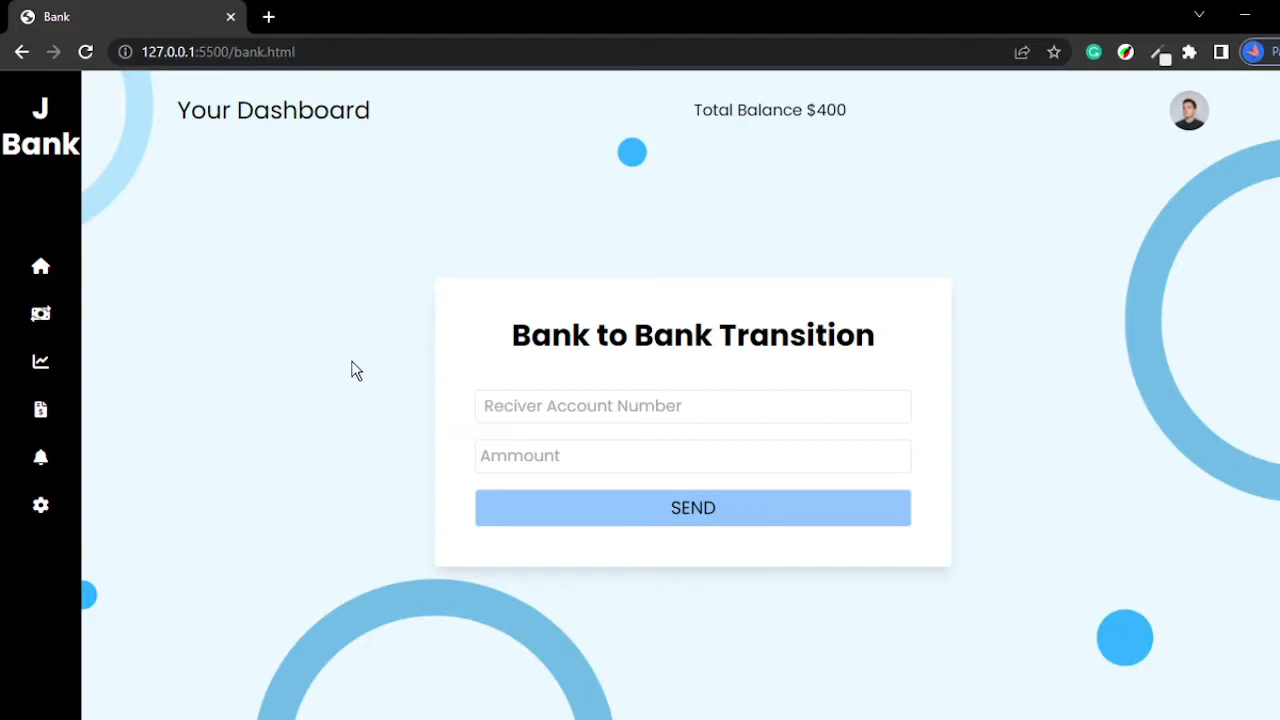 Bank
127.0.0.1:5500/bank.html
J
Bank
Your Dashboard
Total Balance $400
Bank to Bank Transition
Reciver Account Number
Ammount
SEND